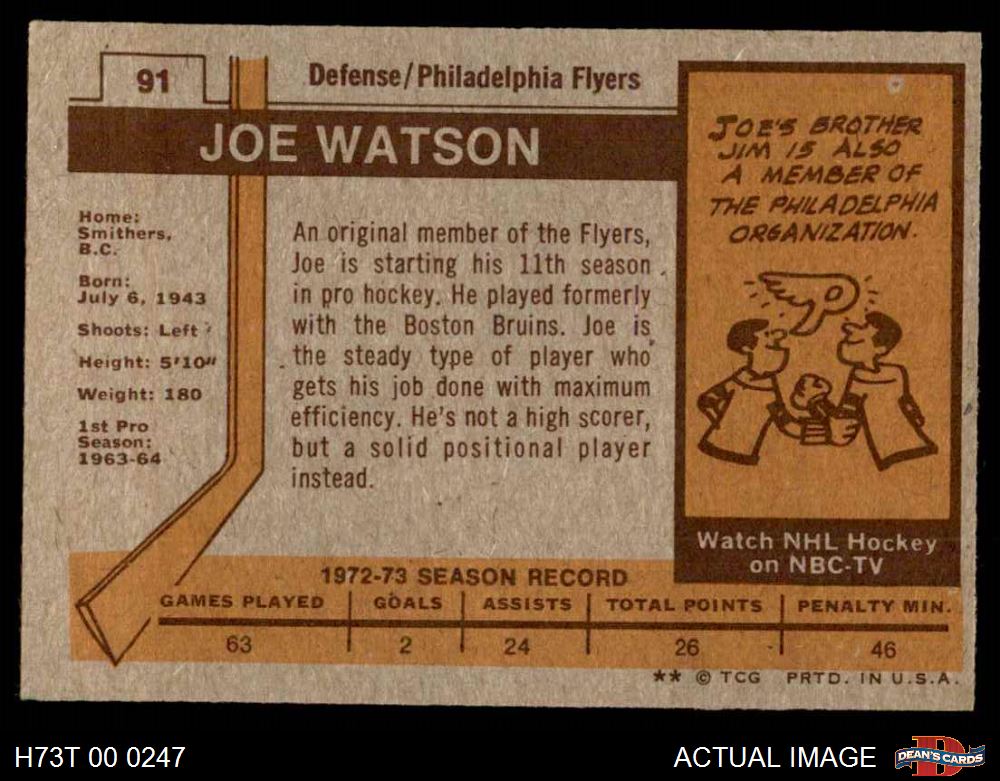 91
Defense/Philadelphia Flyers
JOE WATSON
Home:
Smithers,
B.C.
Born:
July 6, 1943
Shoots: Left
Height: 5'10"
Weight: 180
1st Pro
Season:
1963-64
An original member of the Flyers,
Joe is starting his 11th season
in pro hockey. He played formerly
with the Boston Bruins. Joe is
the steady type of player who
gets his job done with maximum
efficiency. He's not a high scorer,
but a solid positional player
instead.
JOE'S BROTHER
JIM IS ALSO
A MEMBER OF
THE PHILADELPHIA
ORGANIZATION.
Watch NHL Hockey
on NBC-TV
1972-73 SEASON RECORD
GAMES PLAYED GOALS ASSISTS TOTAL POINTS PENALTY MIN.
63 2 24 26 46
** © TCG PRTD. IN U.S.A.
H73T 00 0247
ACTUAL IMAGE
D
DEAN'S CARDS